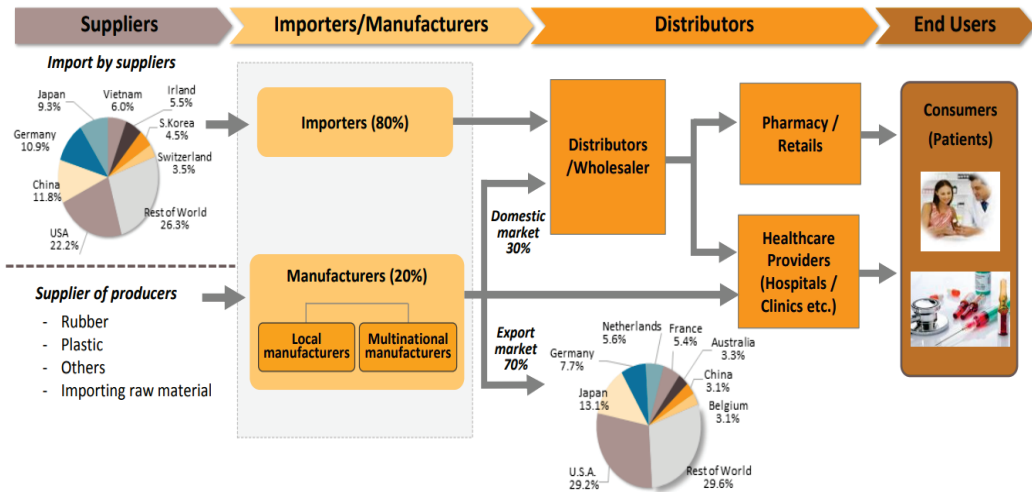 Suppliers
Importers/Manufacturers
Distributors
End Users
Import by suppliers
Japan
9.3%
Vietnam
6.0%
Irland
5.5%
S.Korea
4.5%
Switzerland
3.5%
Rest of World
26.3%
USA
22.2%
China
11.8%
Germany
10.9%
Supplier of producers
- Rubber
- Plastic
- Others
- Importing raw material
Importers (80%)
Manufacturers (20%)
Local
manufacturers
Multinational
manufacturers
Domestic
market
30%
Export
market
70%
Distributors
/Wholesaler
Pharmacy /
Retails
Healthcare
Providers
(Hospitals /
Clinics etc.)
Netherlands
5.6%
France
5.4%
Australia
3.3%
China
3.1%
Belgium
3.1%
Rest of World
29.6%
U.S.A.
29.2%
Japan
13.1%
Germany
7.7%
Consumers
(Patients)